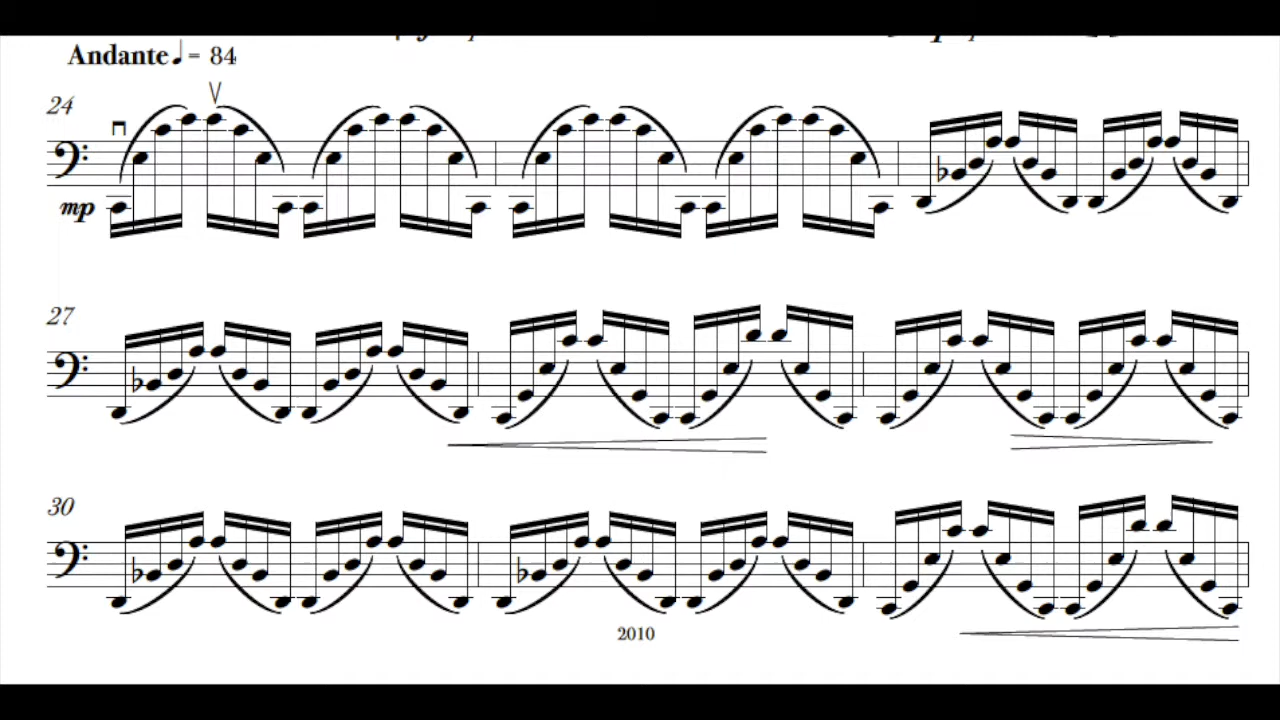 Andante ♩ = 84
24
mp
27
30
2010